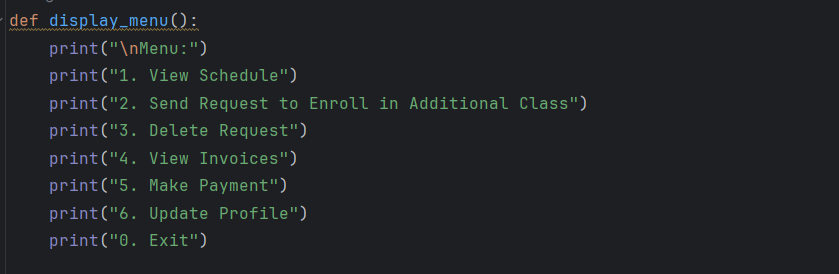 def display_menu():
    print("\nMenu:")
    print("1. View Schedule")
    print("2. Send Request to Enroll in Additional Class")
    print("3. Delete Request")
    print("4. View Invoices")
    print("5. Make Payment")
    print("6. Update Profile")
    print("0. Exit")